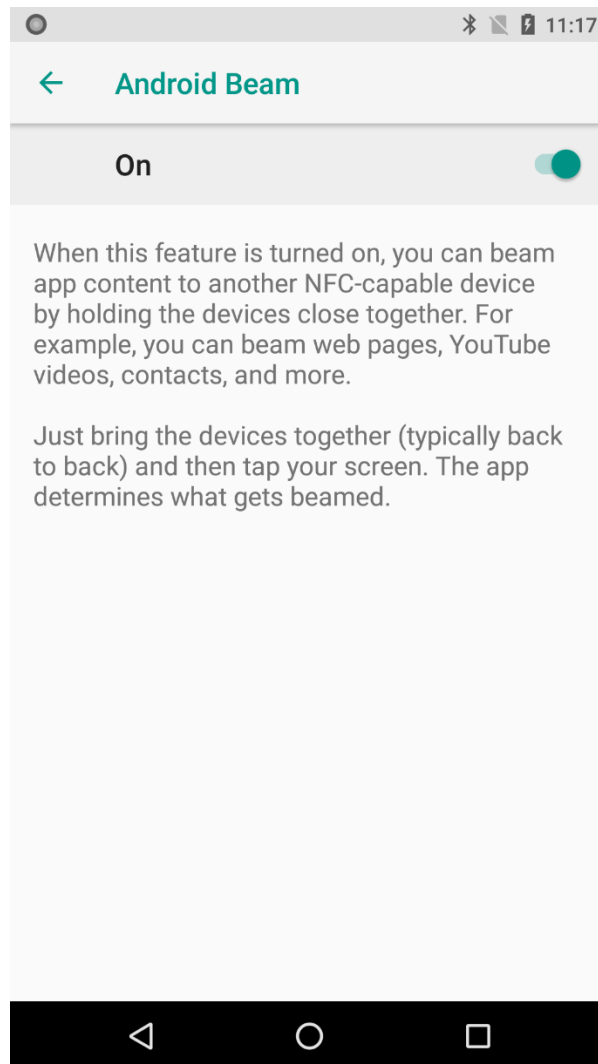 11:17
Android Beam
On
When this feature is turned on, you can beam
app content to another NFC-capable device
by holding the devices close together. For
example, you can beam web pages, YouTube
videos, contacts, and more.
Just bring the devices together (typically back
to back) and then tap your screen. The app
determines what gets beamed.